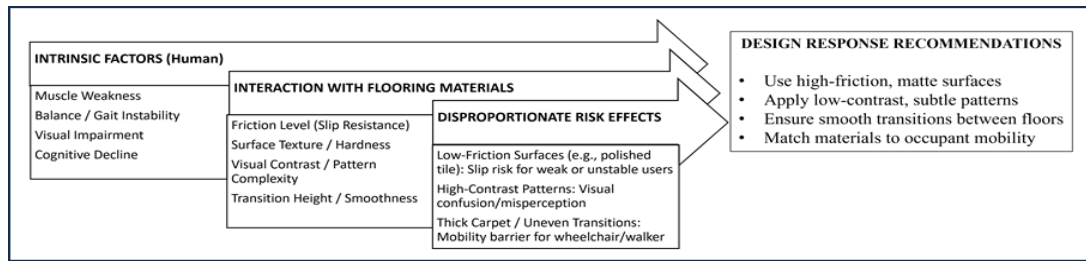 INTRINSIC FACTORS (Human)
Muscle Weakness
Balance / Gait Instability
Visual Impairment
Cognitive Decline
INTERACTION WITH FLOORING MATERIALS
Friction Level (Slip Resistance)
Surface Texture / Hardness
Visual Contrast / Pattern
Complexity
Transition Height / Smoothness
DISPROPORTIONATE RISK EFFECTS
Low-Friction Surfaces (e.g., polished
tile): Slip risk for weak or unstable users
High-Contrast Patterns: Visual
confusion/misperception
Thick Carpet / Uneven Transitions:
Mobility barrier for wheelchair/walker
DESIGN RESPONSE RECOMMENDATIONS
• Use high-friction, matte surfaces
• Apply low-contrast, subtle patterns
• Ensure smooth transitions between floors
• Match materials to occupant mobility